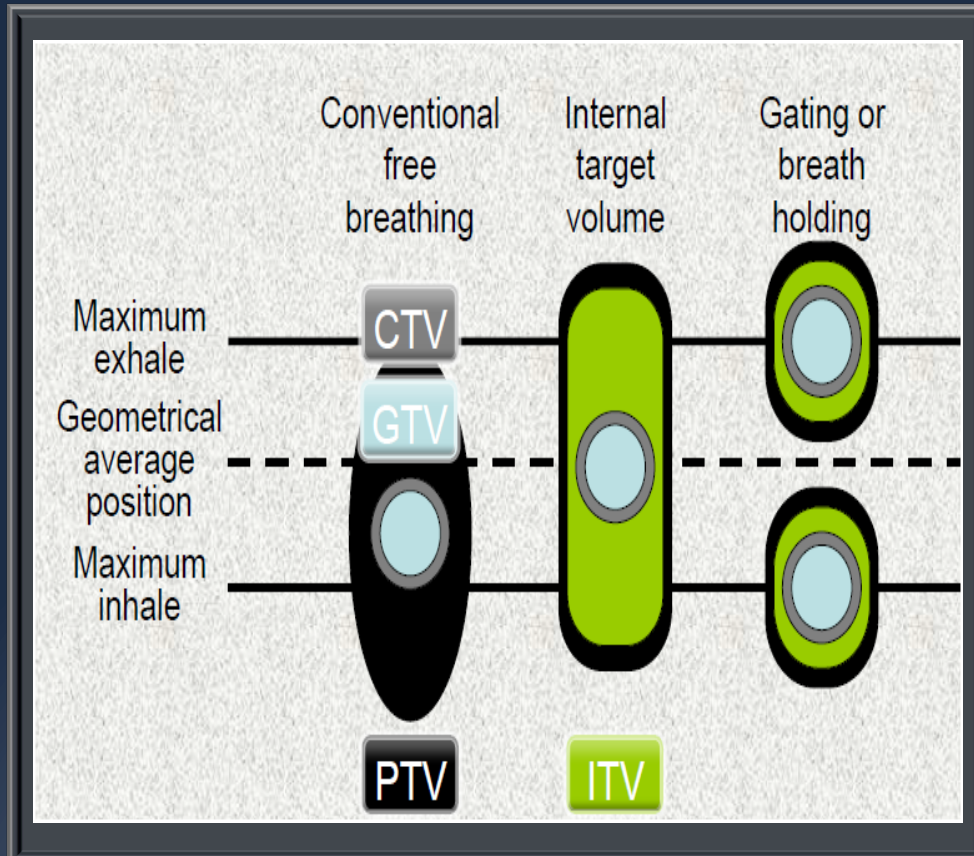 Conventional
free
breathing
Internal
target
volume
Gating or
breath
holding
Maximum
exhale
CTV
Geometrical
average
position
GTV
Maximum
inhale
PTV
ITV